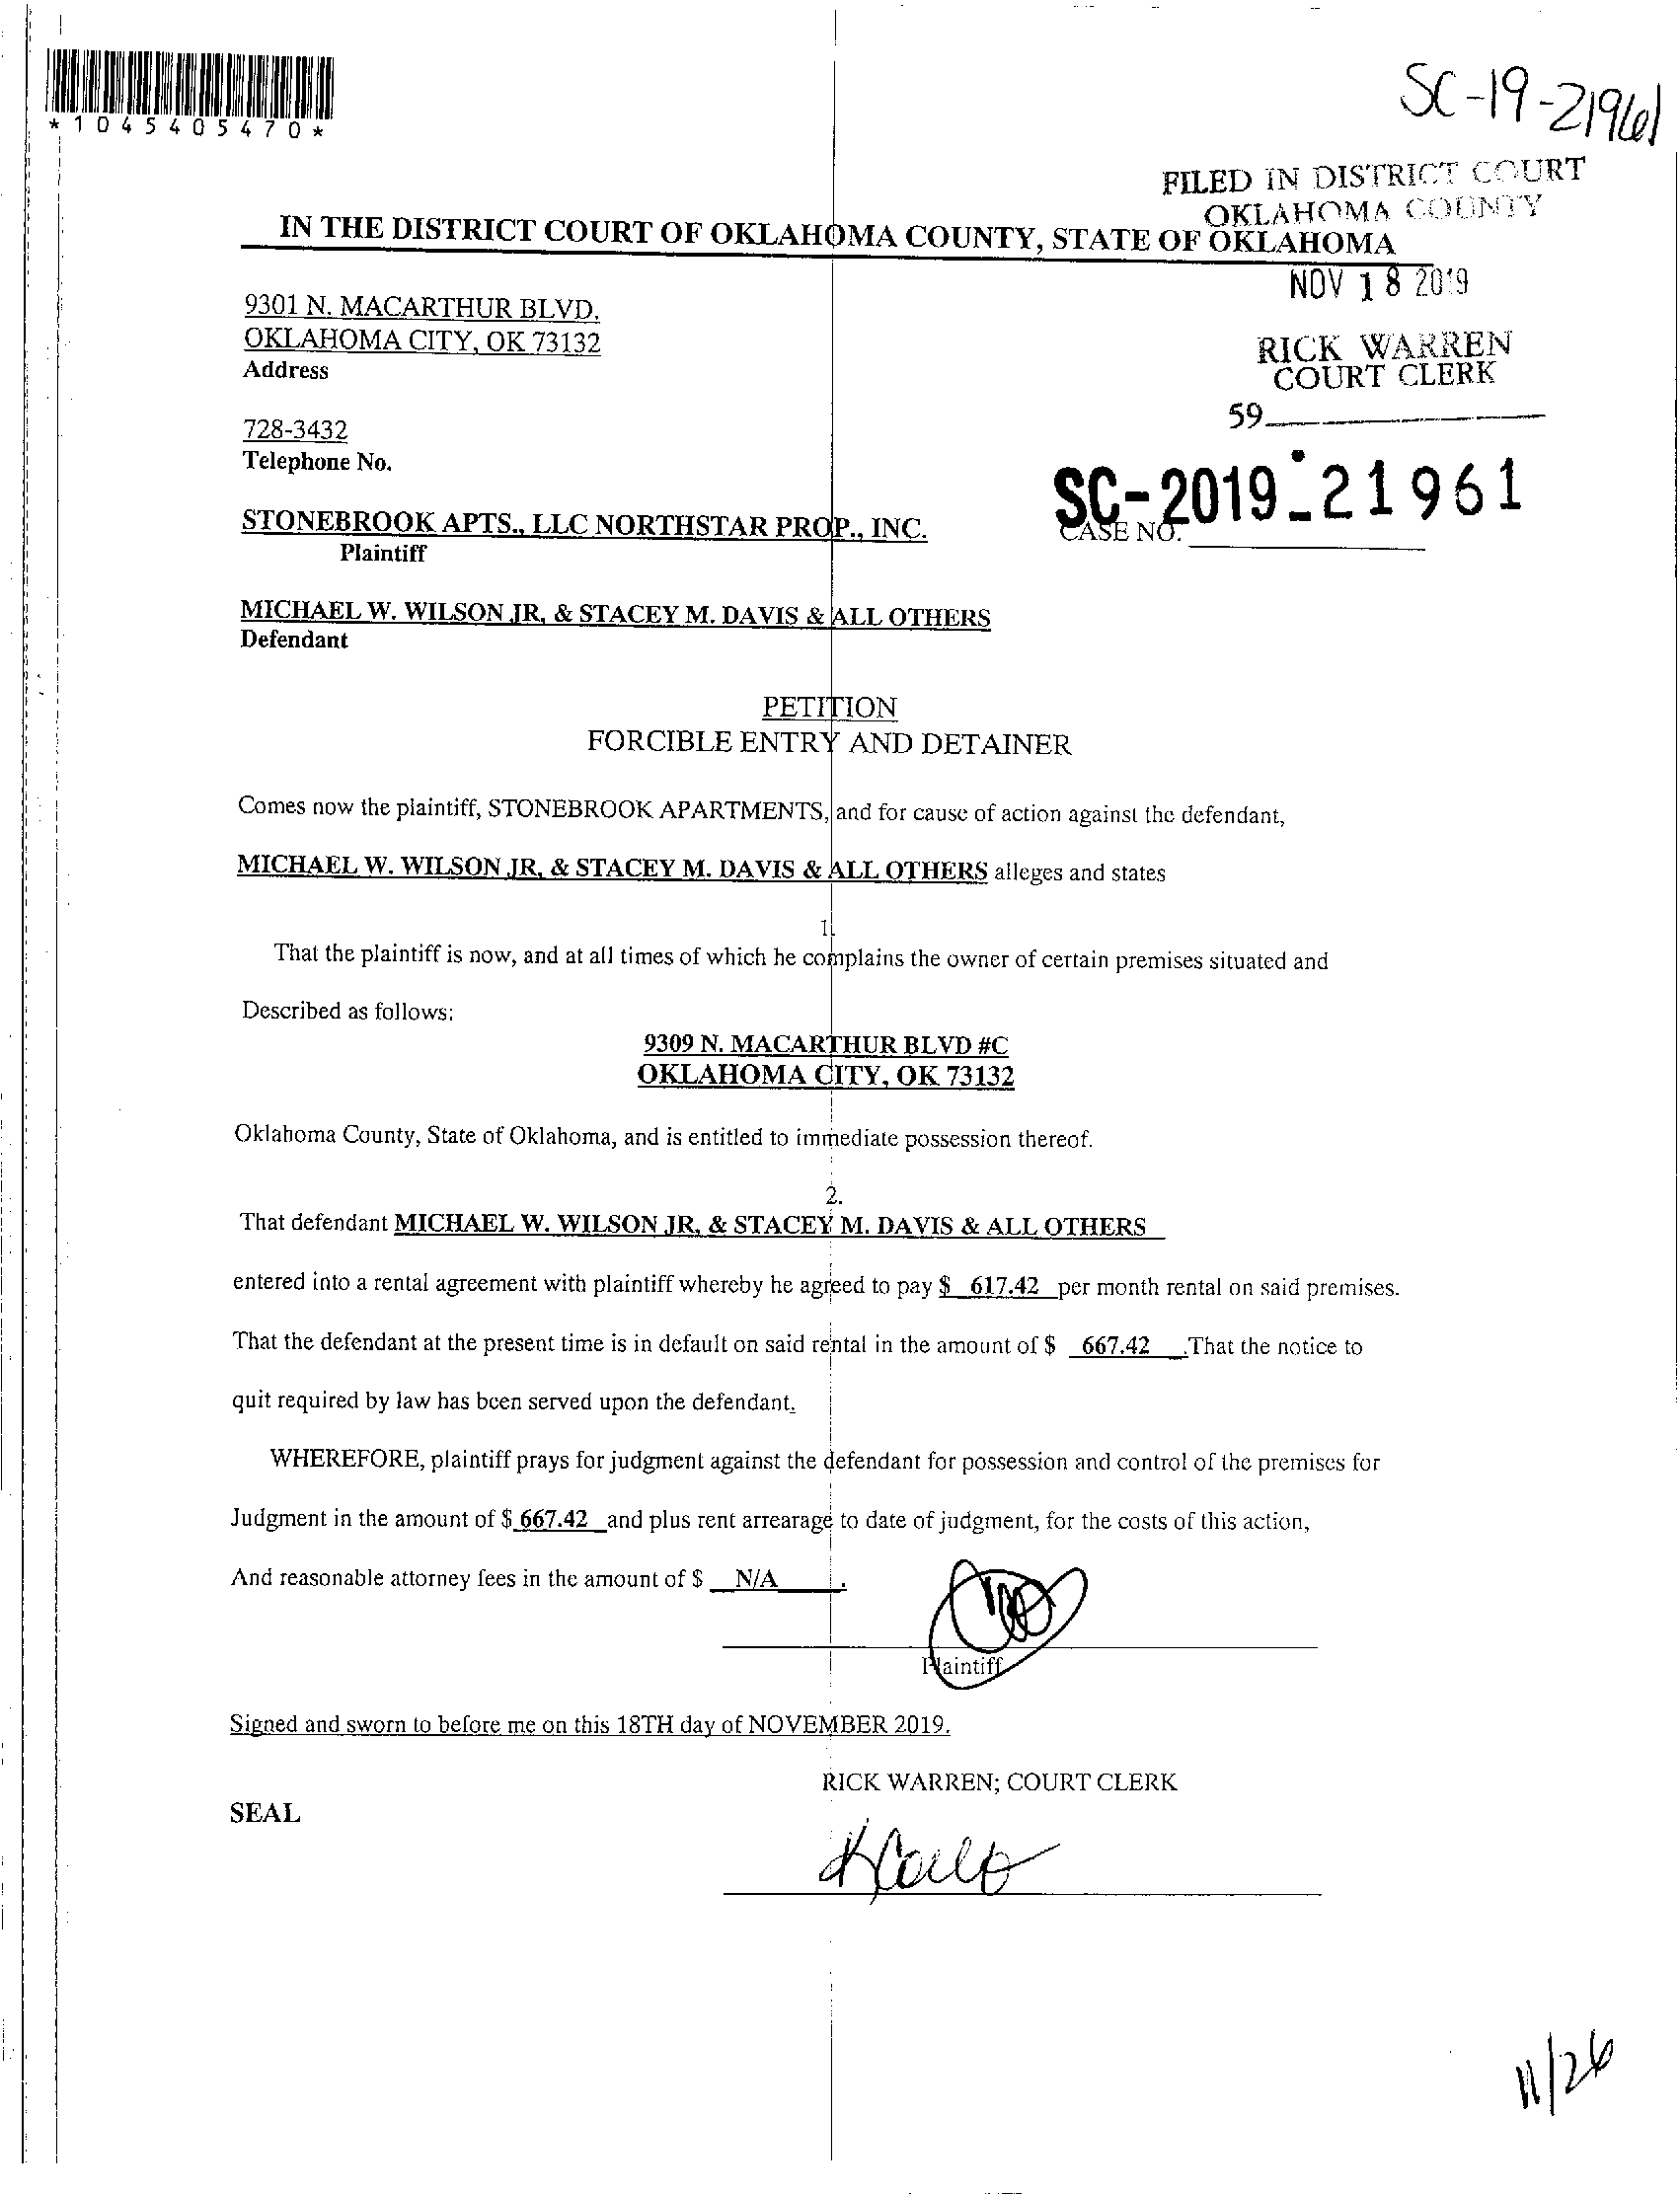 *1045405470*
SC-19-21961
FILED IN DISTRICT COURT
OKLAHOMA COUNTY
IN THE DISTRICT COURT OF OKLAHOMA COUNTY, STATE OF OKLAHOMA
NOV 18 2019
9301 N. MACARTHUR BLVD.
OKLAHOMA CITY, OK 73132
Address
RICK WARREN
COURT CLERK
59
728-3432
Telephone No.
SC-2019-21961
CASE NO.
STONEBROOK APTS., LLC NORTHSTAR PROP., INC.
Plaintiff
MICHAEL W. WILSON JR, & STACEY M. DAVIS & ALL OTHERS
Defendant
PETITION
FORCIBLE ENTRY AND DETAINER
Comes now the plaintiff, STONEBROOK APARTMENTS, and for cause of action against the defendant,
MICHAEL W. WILSON JR, & STACEY M. DAVIS & ALL OTHERS alleges and states
1.
That the plaintiff is now, and at all times of which he complains the owner of certain premises situated and
Described as follows:
9309 N. MACARTHUR BLVD #C
OKLAHOMA CITY, OK 73132
Oklahoma County, State of Oklahoma, and is entitled to immediate possession thereof.
2.
That defendant MICHAEL W. WILSON JR, & STACEY M. DAVIS & ALL OTHERS
entered into a rental agreement with plaintiff whereby he agreed to pay $ 617.42 per month rental on said premises.
That the defendant at the present time is in default on said rental in the amount of $ 667.42 .That the notice to
quit required by law has been served upon the defendant.
WHEREFORE, plaintiff prays for judgment against the defendant for possession and control of the premises for
Judgment in the amount of $ 667.42 and plus rent arrearage to date of judgment, for the costs of this action,
And reasonable attorney fees in the amount of $ N/A .
Plaintiff
Signed and sworn to before me on this 18TH day of NOVEMBER 2019.
RICK WARREN; COURT CLERK
SEAL
11/26